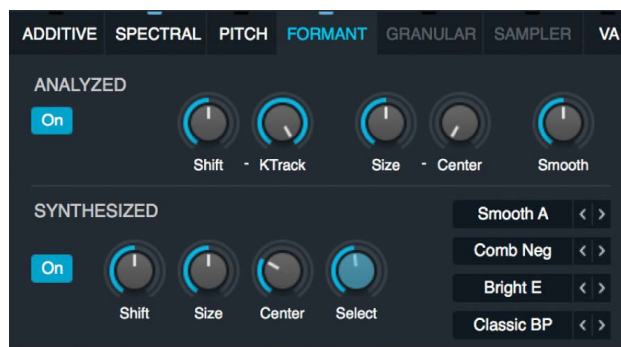 ADDITIVE SPECTRAL PITCH FORMANT GRANULAR SAMPLER VA
ANALYZED
On
Shift - KTrack Size - Center Smooth
SYNTHESIZED
Smooth A < >
Comb Neg < >
On
Bright E < >
Shift Size Center Select
Classic BP < >